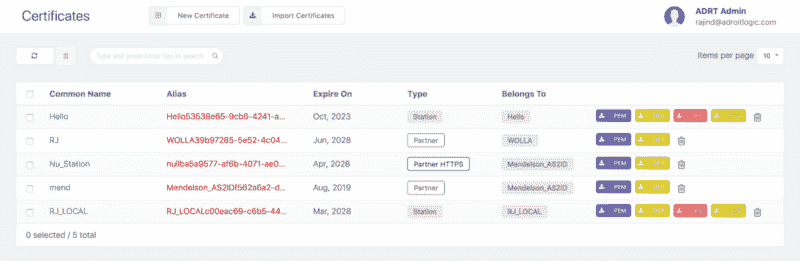 Certificates
New Certificate
Import Certificates
ADRT Admin
rajind@adroitlogic.com
Type and press Enter key to search
Items per page 10
Common Name Alias Expire On Type Belongs To
Hello Hello53538e65-9cb6-4241-a... Oct, 2023 Station Hello PEM
RJ WOLLA39b97285-5e52-4c04... Jun, 2028 Partner WOLLA PEM
Nu_Station nullba5a9577-af6b-4071-ae0... Apr, 2028 Partner HTTPS Mendelson_AS2ID PEM
mend Mendelson_AS2IDf562a6a2-d... Aug, 2019 Partner Mendelson_AS2ID PEM
RJ_LOCAL RJ_LOCALc00eac69-c6b5-44... Mar, 2028 Station RJ_LOCAL PEM
0 selected / 5 total